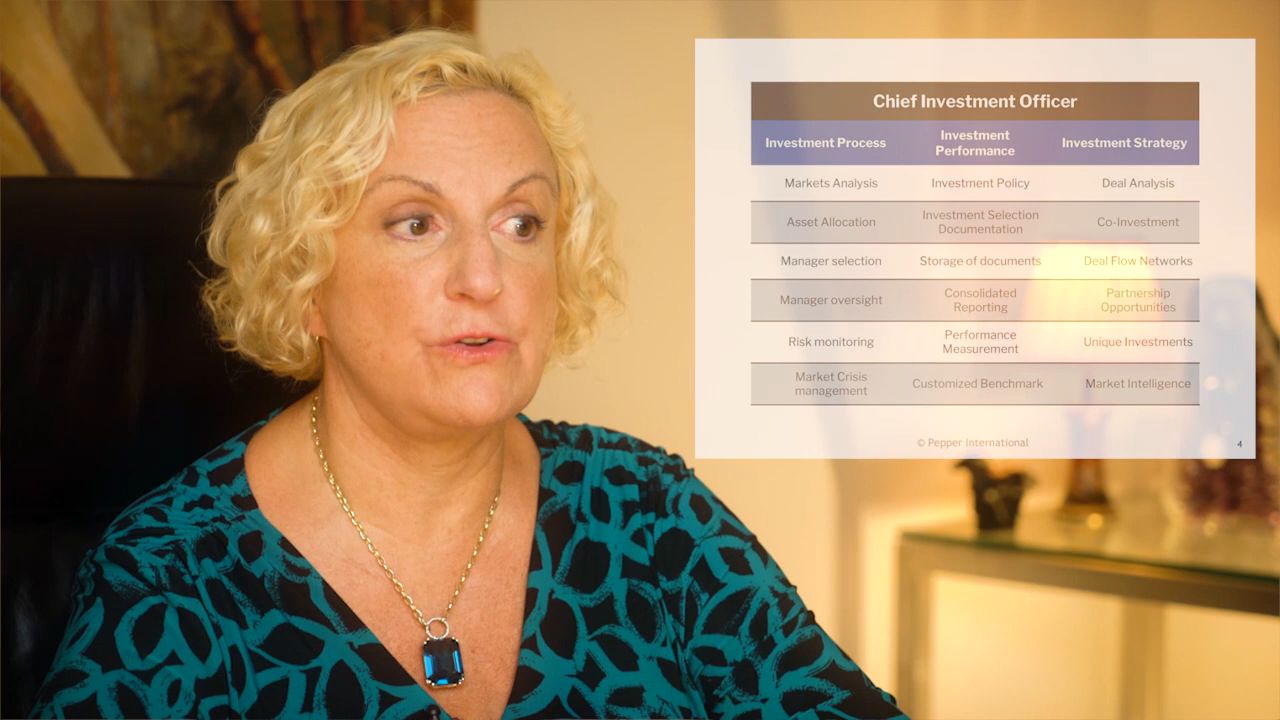 Chief Investment Officer
Investment Process
Investment
Performance
Investment Strategy
Markets Analysis
Investment Policy
Deal Analysis
Asset Allocation
Investment Selection
Documentation
Co-Investment
Manager selection
Storage of documents
Deal Flow Networks
Manager oversight
Consolidated
Reporting
Partnership
Opportunities
Risk monitoring
Performance
Measurement
Unique Investments
Market Crisis
management
Customized Benchmark
Market Intelligence
© Pepper International
4